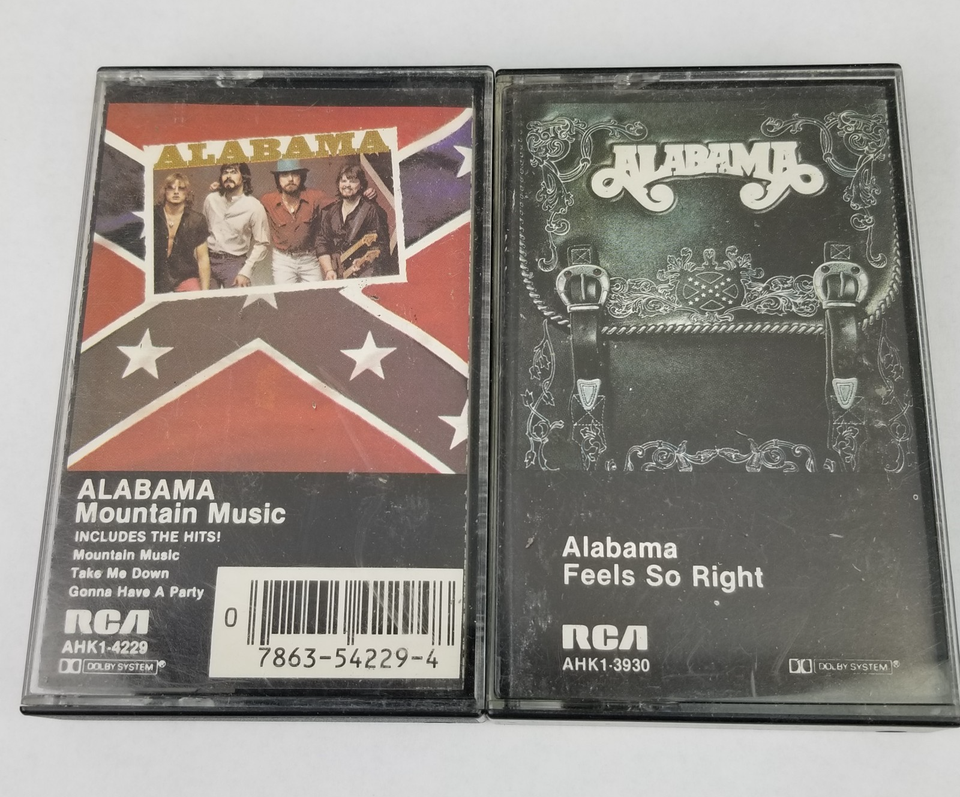 ALABAMA
ALABAMA
Mountain Music
INCLUDES THE HITS!
Mountain Music
Take Me Down
Gonna Have A Party
RCA
AHK1-4229
DOLBY SYSTEM®
0
7863-54229-4
ALABAMA
Alabama
Feels So Right
RCA
AHK1-3930
DOLBY SYSTEM®